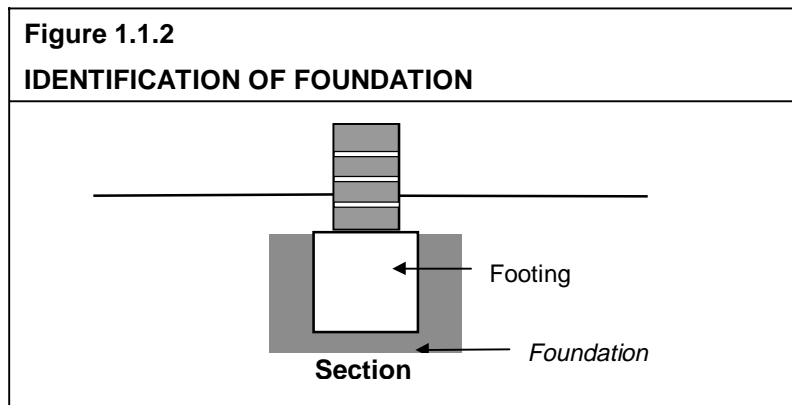 Figure 1.1.2
IDENTIFICATION OF FOUNDATION
Footing
Foundation
Section